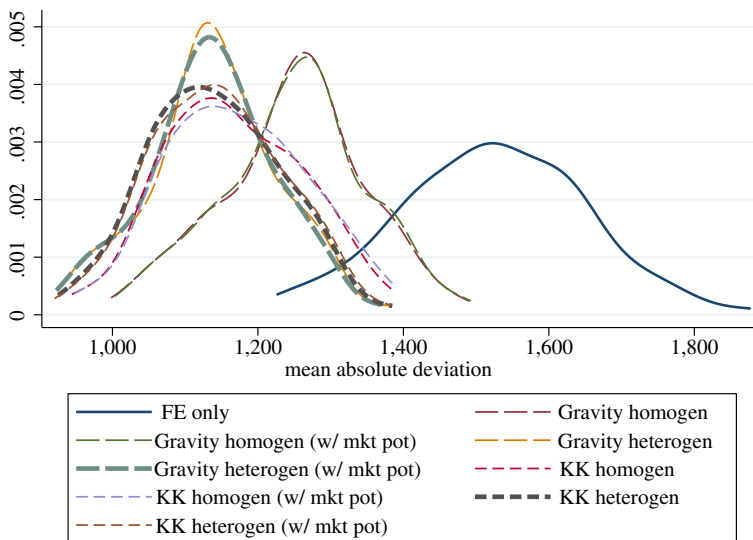 .005
.004
.003
.002
.001
0
1,000 1,200 1,400 1,600 1,800
mean absolute deviation
FE only Gravity homogen
Gravity homogen (w/ mkt pot) Gravity heterogen
Gravity heterogen (w/ mkt pot) KK homogen
KK homogen (w/ mkt pot) KK heterogen
KK heterogen (w/ mkt pot)